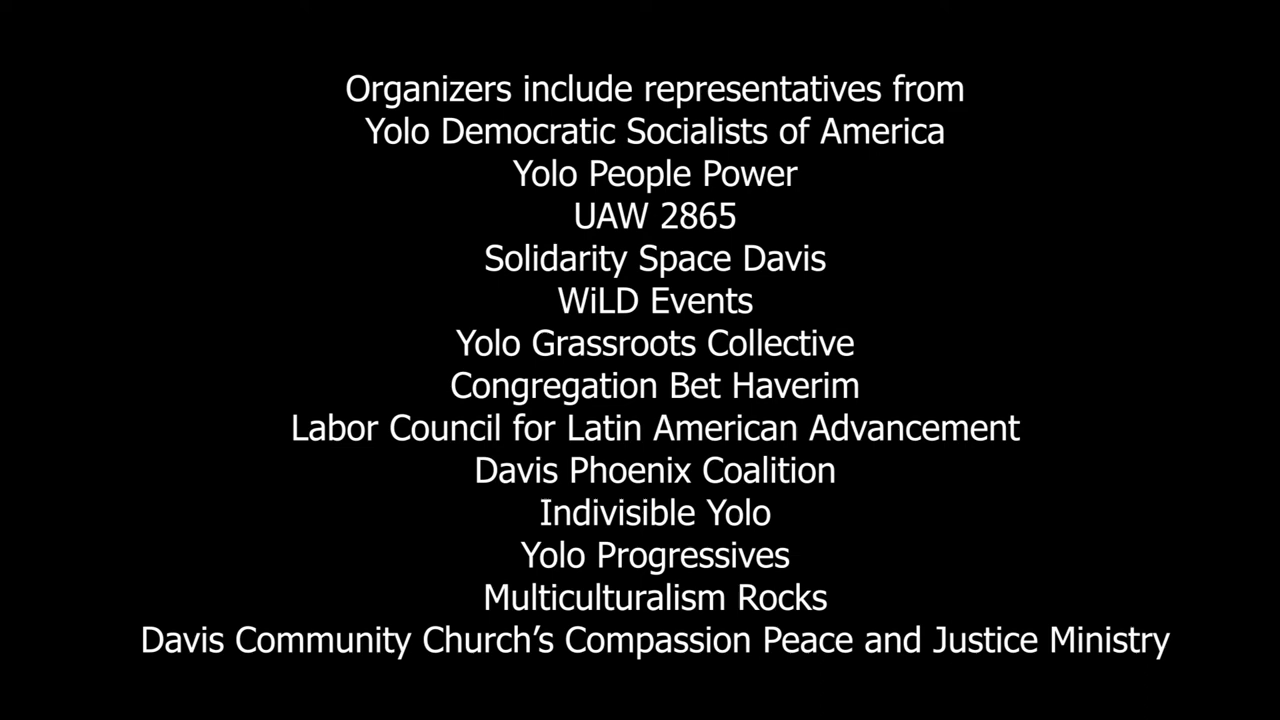 Organizers include representatives from
Yolo Democratic Socialists of America
Yolo People Power
UAW 2865
Solidarity Space Davis
WiLD Events
Yolo Grassroots Collective
Congregation Bet Haverim
Labor Council for Latin American Advancement
Davis Phoenix Coalition
Indivisible Yolo
Yolo Progressives
Multiculturalism Rocks
Davis Community Church’s Compassion Peace and Justice Ministry